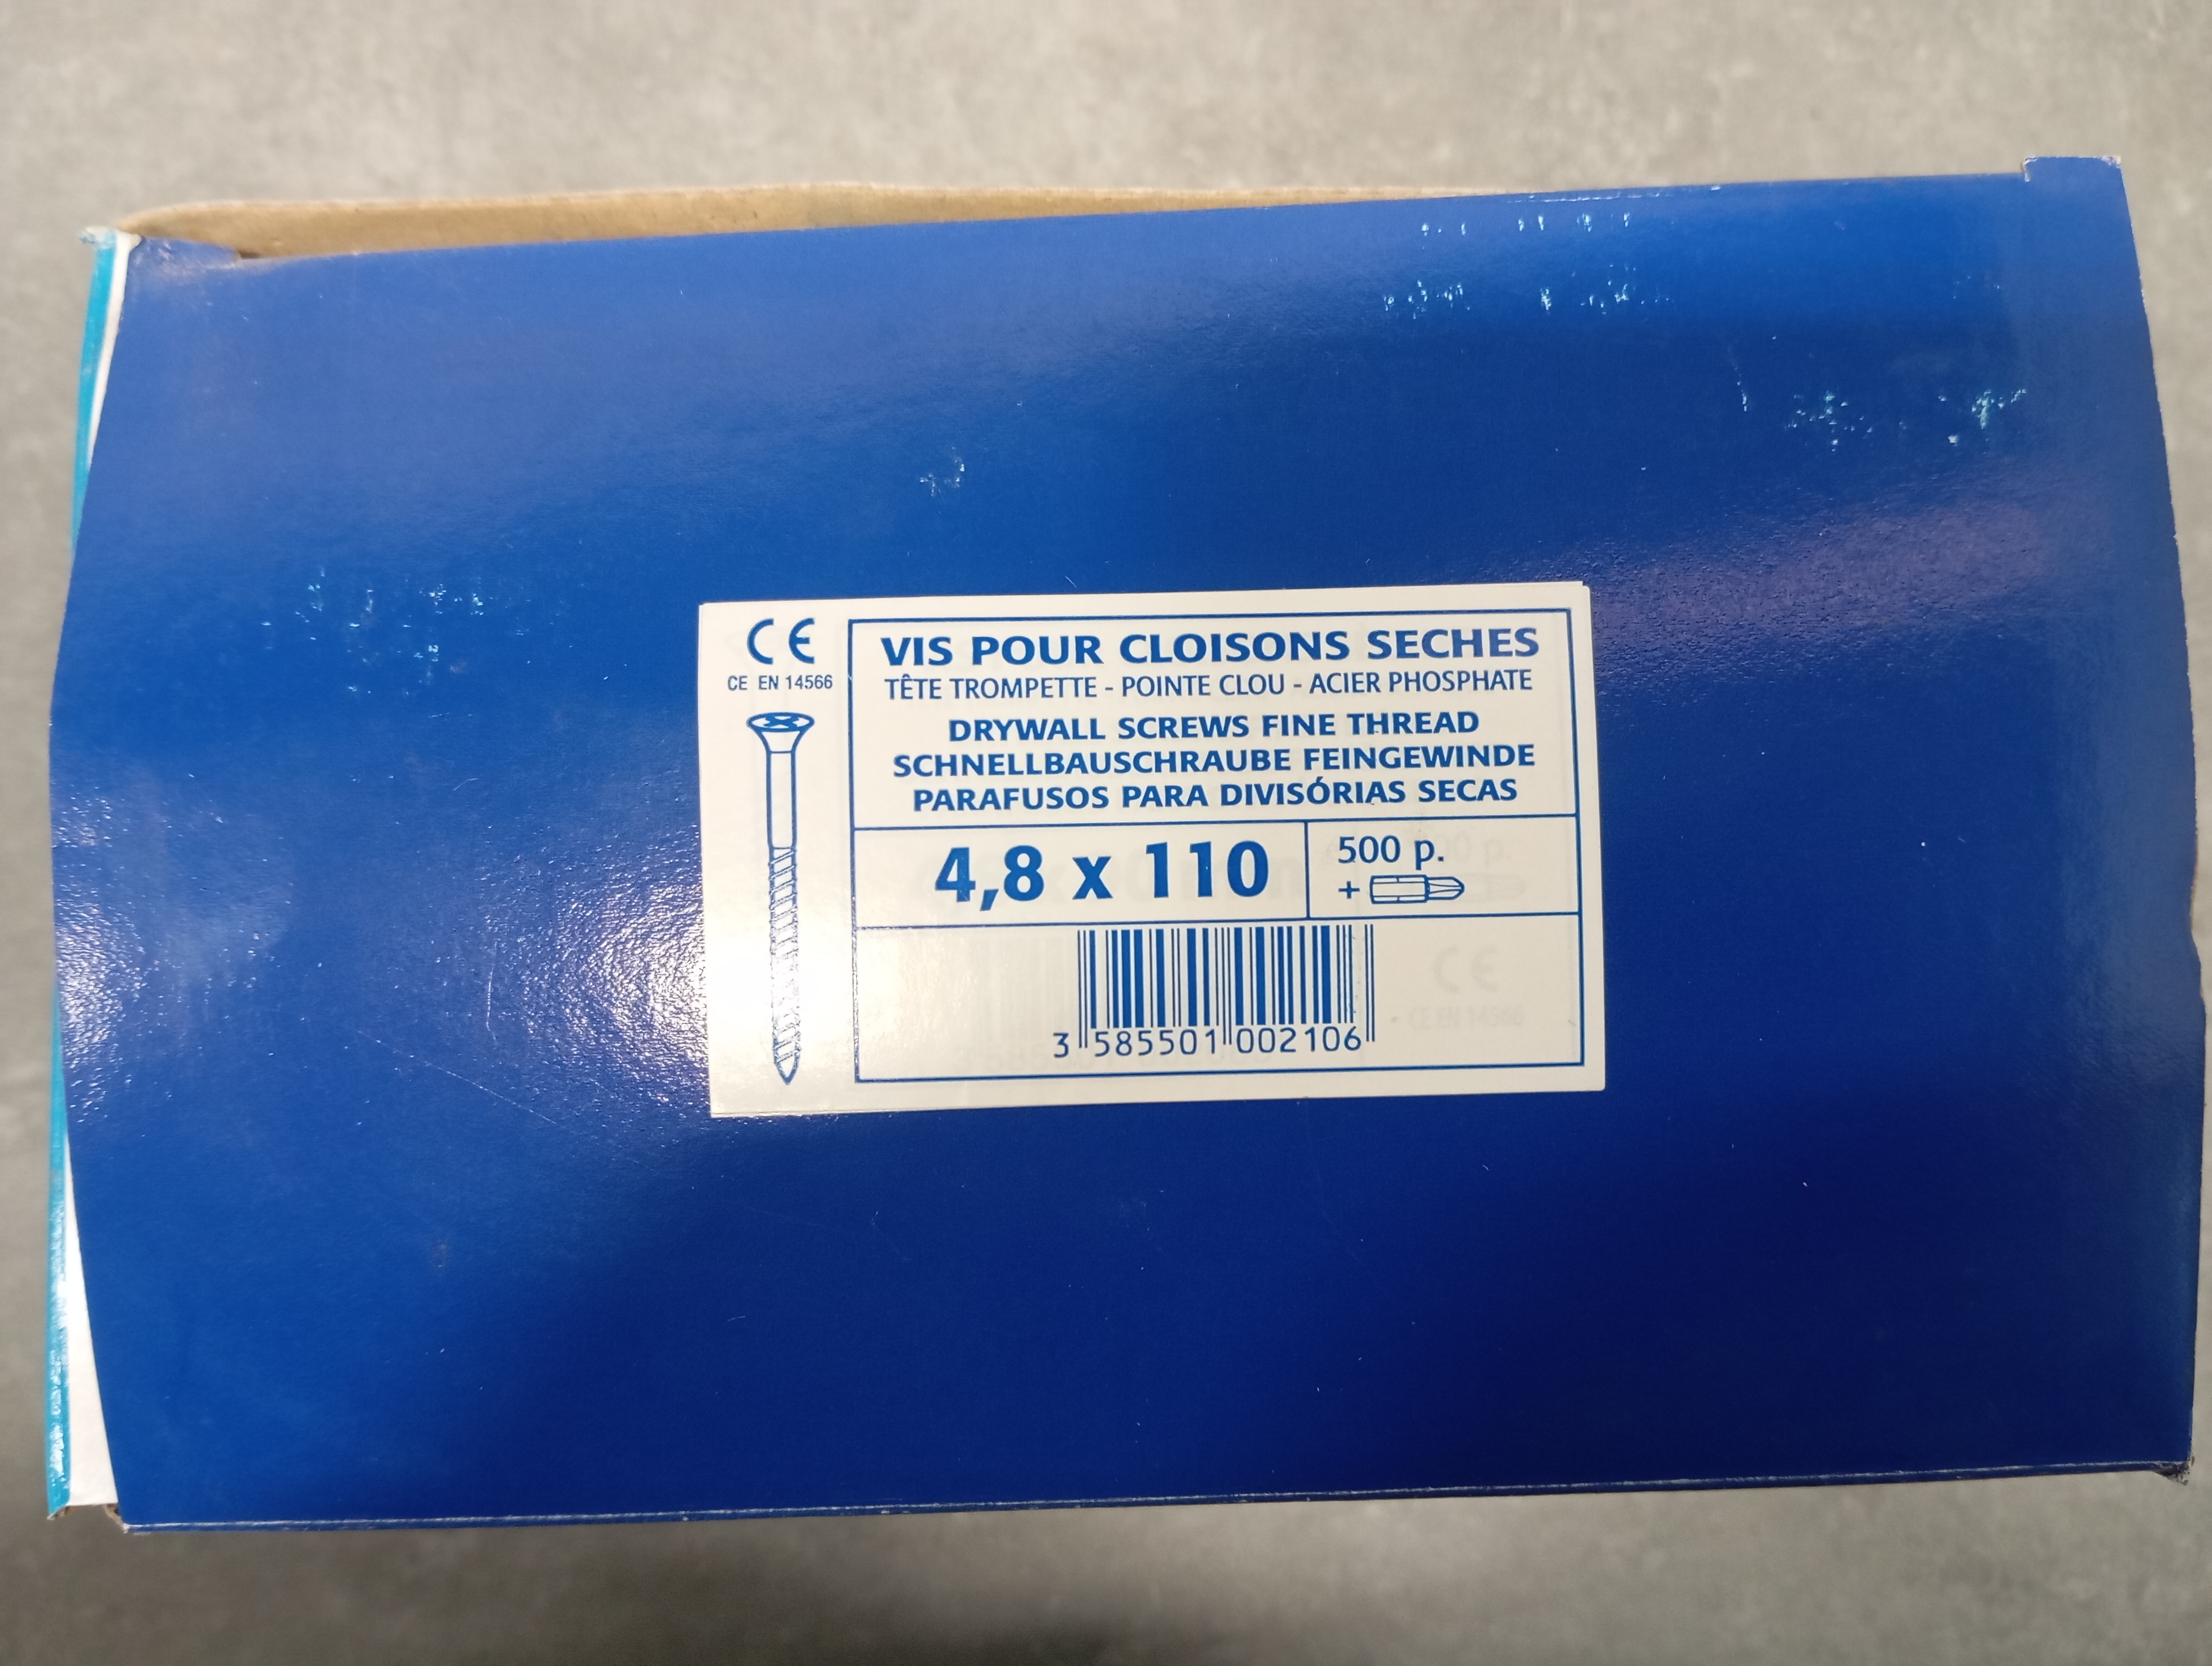 CE
CE EN 14566
VIS POUR CLOISONS SECHES
TÊTE TROMPETTE - POINTE CLOU - ACIER PHOSPHATE
DRYWALL SCREWS FINE THREAD
SCHNELLBAUSCHRAUBE FEINGEWINDE
PARAFUSOS PARA DIVISÓRIAS SECAS
4,8 x 110
500 p.
+
3 585501 002106